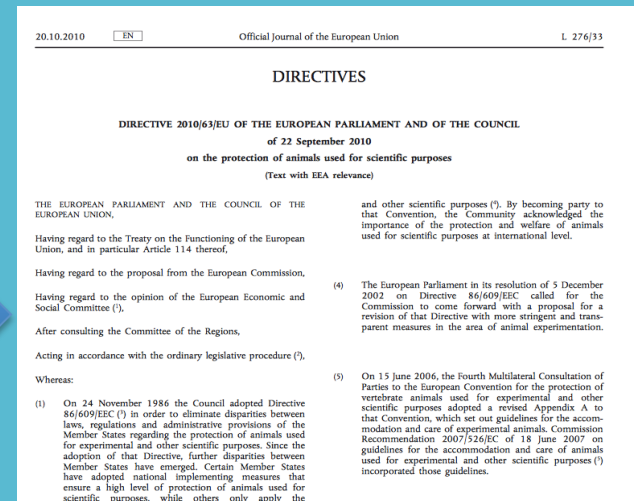 20.10.2010 EN Official Journal of the European Union L 276/33
DIRECTIVES
DIRECTIVE 2010/63/EU OF THE EUROPEAN PARLIAMENT AND OF THE COUNCIL
of 22 September 2010
on the protection of animals used for scientific purposes
(Text with EEA relevance)
THE EUROPEAN PARLIAMENT AND THE COUNCIL OF THE
EUROPEAN UNION,
Having regard to the Treaty on the Functioning of the European
Union, and in particular Article 114 thereof,
Having regard to the proposal from the European Commission,
Having regard to the opinion of the European Economic and
Social Committee (¹),
After consulting the Committee of the Regions,
Acting in accordance with the ordinary legislative procedure (²),
Whereas:
(1) On 24 November 1986 the Council adopted Directive
86/609/EEC (³) in order to eliminate disparities between
laws, regulations and administrative provisions of the
Member States regarding the protection of animals used
for experimental and other scientific purposes. Since the
adoption of that Directive, further disparities between
Member States have emerged. Certain Member States
have adopted national implementing measures that
ensure a high level of protection of animals used for
scientific purposes, while others only apply the
and other scientific purposes (⁴). By becoming party to
that Convention, the Community acknowledged the
importance of the protection and welfare of animals
used for scientific purposes at international level.
(4) The European Parliament in its resolution of 5 December
2002 on Directive 86/609/EEC called for the
Commission to come forward with a proposal for a
revision of that Directive with more stringent and trans-
parent measures in the area of animal experimentation.
(5) On 15 June 2006, the Fourth Multilateral Consultation of
Parties to the European Convention for the protection of
vertebrate animals used for experimental and other
scientific purposes adopted a revised Appendix A to
that Convention, which set out guidelines for the accom-
modation and care of experimental animals. Commission
Recommendation 2007/526/EC of 18 June 2007 on
guidelines for the accommodation and care of animals
used for experimental and other scientific purposes (⁵)
incorporated those guidelines.